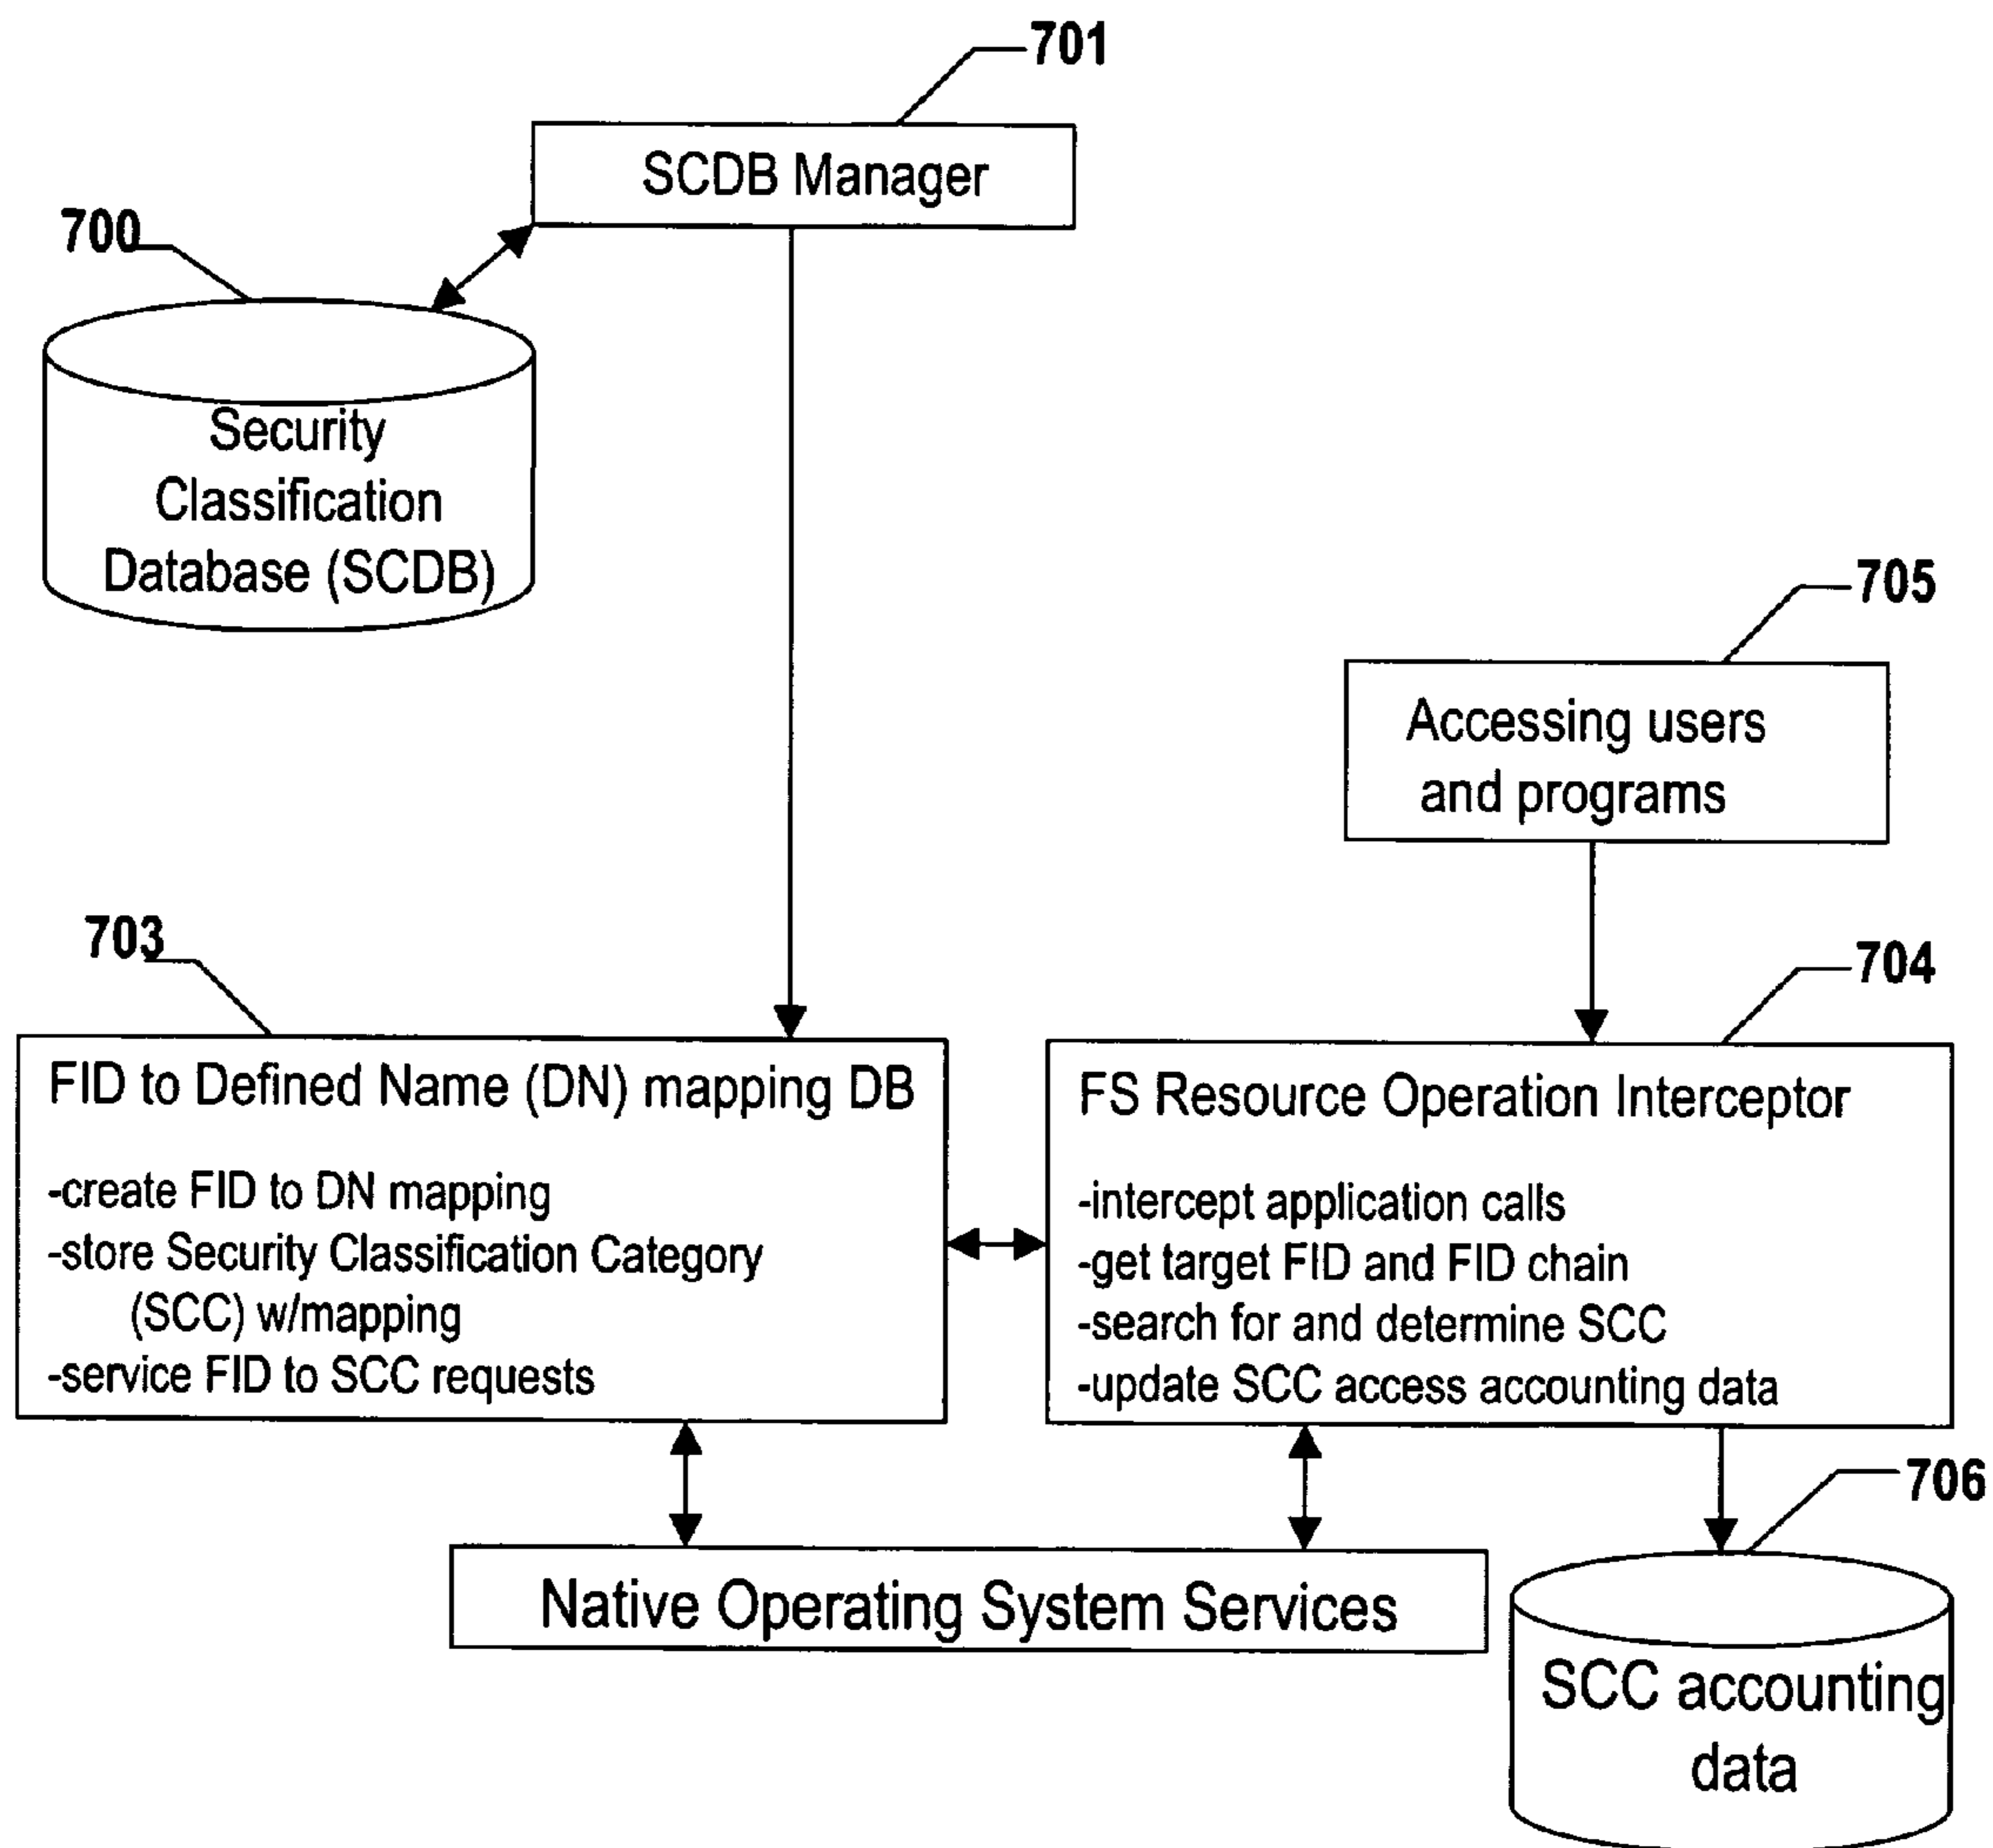 701
SCDB Manager
700
Security
Classification
Database (SCDB)
705
Accessing users
and programs
703
FID to Defined Name (DN) mapping DB
-create FID to DN mapping
-store Security Classification Category
(SCC) w/mapping
-service FID to SCC requests
704
FS Resource Operation Interceptor
-intercept application calls
-get target FID and FID chain
-search for and determine SCC
-update SCC access accounting data
706
Native Operating System Services
SCC accounting
data